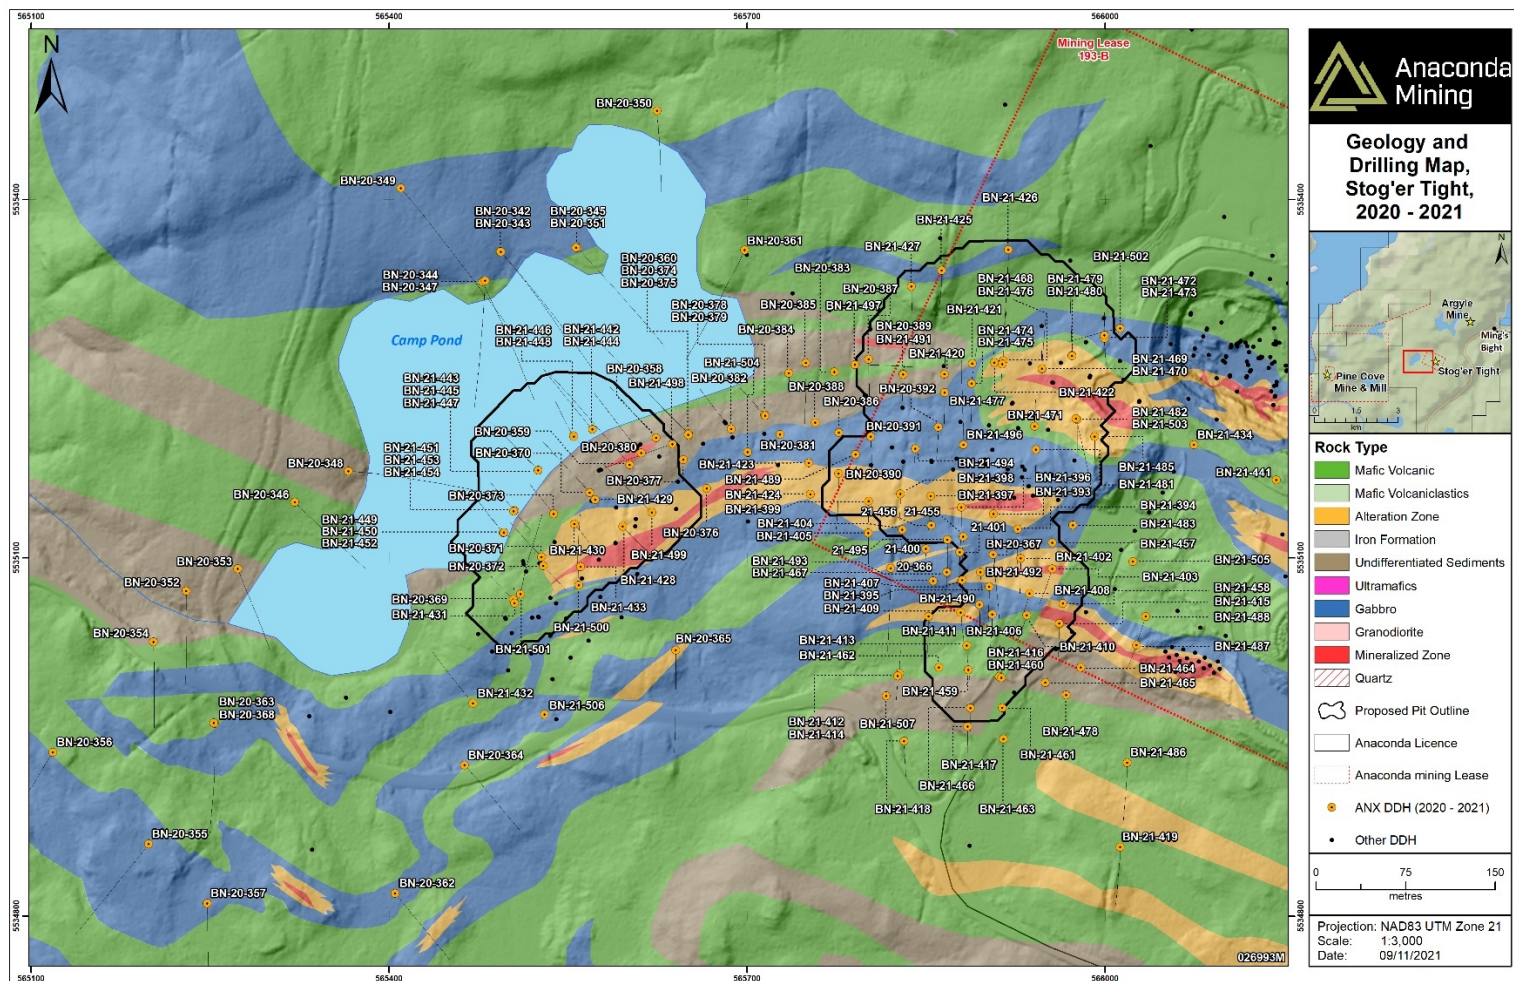 565100
565400
565700
566000
N
Mining Lease
193-B
BN-20-350
BN-20-349
5535400
5535400
BN-20-342
BN-20-343
BN-20-345
BN-20-351
BN-21-426
BN-21-425
BN-20-361
BN-21-427
BN-20-360
BN-20-374
BN-20-375
BN-20-383
BN-21-502
BN-20-344
BN-20-347
BN-20-387
BN-21-468
BN-21-476
BN-21-479
BN-21-480
BN-21-472
BN-21-473
BN-20-378
BN-20-379
BN-20-385
BN-21-497
BN-21-421
Camp Pond
BN-21-446
BN-21-448
BN-21-442
BN-21-444
BN-20-384
BN-20-389
BN-21-491
BN-21-474
BN-21-475
BN-20-358
BN-21-504
BN-21-420
BN-21-469
BN-21-470
BN-21-443
BN-21-445
BN-21-447
BN-21-498
BN-20-382
BN-20-388
BN-20-392
BN-21-422
BN-20-386
BN-21-477
BN-21-471
BN-21-482
BN-21-503
BN-20-359
BN-20-370
BN-20-380
BN-20-381
BN-20-391
BN-21-496
BN-21-434
BN-21-451
BN-21-453
BN-21-454
BN-20-348
BN-21-423
BN-20-390
BN-21-494
BN-21-485
BN-21-441
BN-20-377
BN-21-489
BN-21-398
BN-21-396
BN-21-481
BN-20-346
BN-20-373
BN-21-429
BN-21-424
BN-21-397
BN-21-393
BN-21-399
BN-21-394
BN-21-449
BN-21-450
BN-21-452
BN-20-376
BN-21-404
BN-21-405
21-456
21-455
21-401
BN-21-483
BN-20-371
BN-20-372
BN-21-430
BN-21-499
21-495
21-400
BN-20-367
BN-21-457
5535100
5535100
BN-20-353
BN-21-493
BN-21-467
20-366
BN-21-492
BN-21-402
BN-21-505
BN-20-352
BN-21-428
BN-21-407
BN-21-395
BN-21-409
BN-21-403
BN-20-369
BN-21-431
BN-21-433
BN-21-490
BN-21-408
BN-21-458
BN-21-415
BN-21-488
BN-20-354
BN-21-500
BN-20-365
BN-21-413
BN-21-462
BN-21-411
BN-21-406
BN-21-501
BN-21-416
BN-21-460
BN-21-410
BN-21-487
BN-21-464
BN-21-465
BN-20-363
BN-20-368
BN-21-432
BN-21-459
BN-21-506
BN-21-412
BN-21-414
BN-21-507
BN-21-478
BN-20-356
BN-20-364
BN-21-417
BN-21-461
BN-21-486
BN-21-466
BN-21-418
BN-21-463
BN-20-355
BN-21-419
BN-20-357
BN-20-362
5534800
5534800
026993M
565100
565400
565700
566000
Anaconda
Mining
Geology and
Drilling Map,
Stog'er Tight,
2020 - 2021
N
Argyle
Mine
Ming's
Bight
Stog'er Tight
Pine Cove
Mine & Mill
0 1.5 3
km
Rock Type
Mafic Volcanic
Mafic Volcaniclastics
Alteration Zone
Iron Formation
Undifferentiated Sediments
Ultramafics
Gabbro
Granodiorite
Mineralized Zone
Quartz
Proposed Pit Outline
Anaconda Licence
Anaconda mining Lease
ANX DDH (2020 - 2021)
Other DDH
0 75 150
metres
Projection: NAD83 UTM Zone 21
Scale: 1:3,000
Date: 09/11/2021